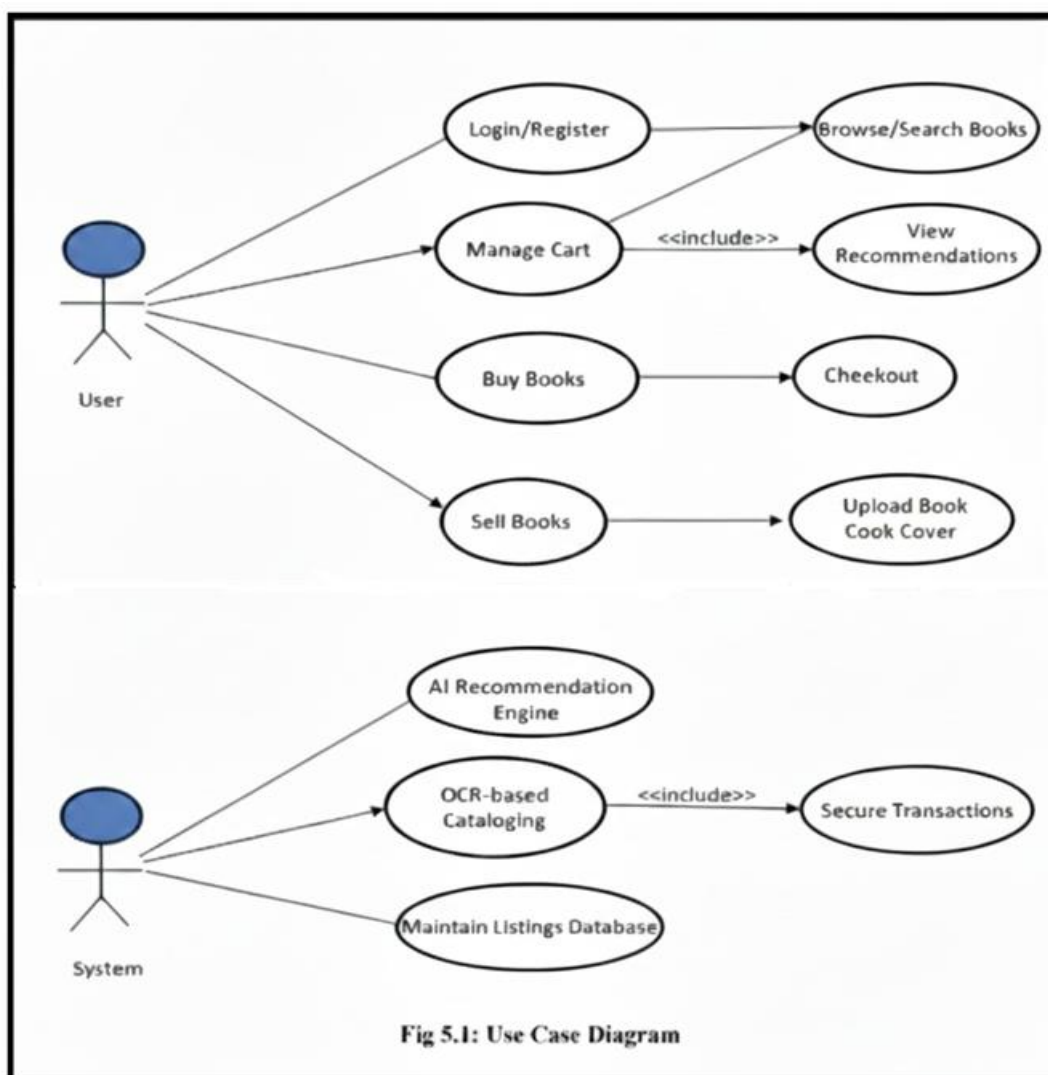 Login/Register
Browse/Search Books
Manage Cart
<<include>>
View
Recommendations
Buy Books
Cheekout
User
Sell Books
Upload Book
Cook Cover
AI Recommendation
Engine
OCR-based
Cataloging
<<include>>
Secure Transactions
Maintain Listings Database
System
Fig 5.1: Use Case Diagram